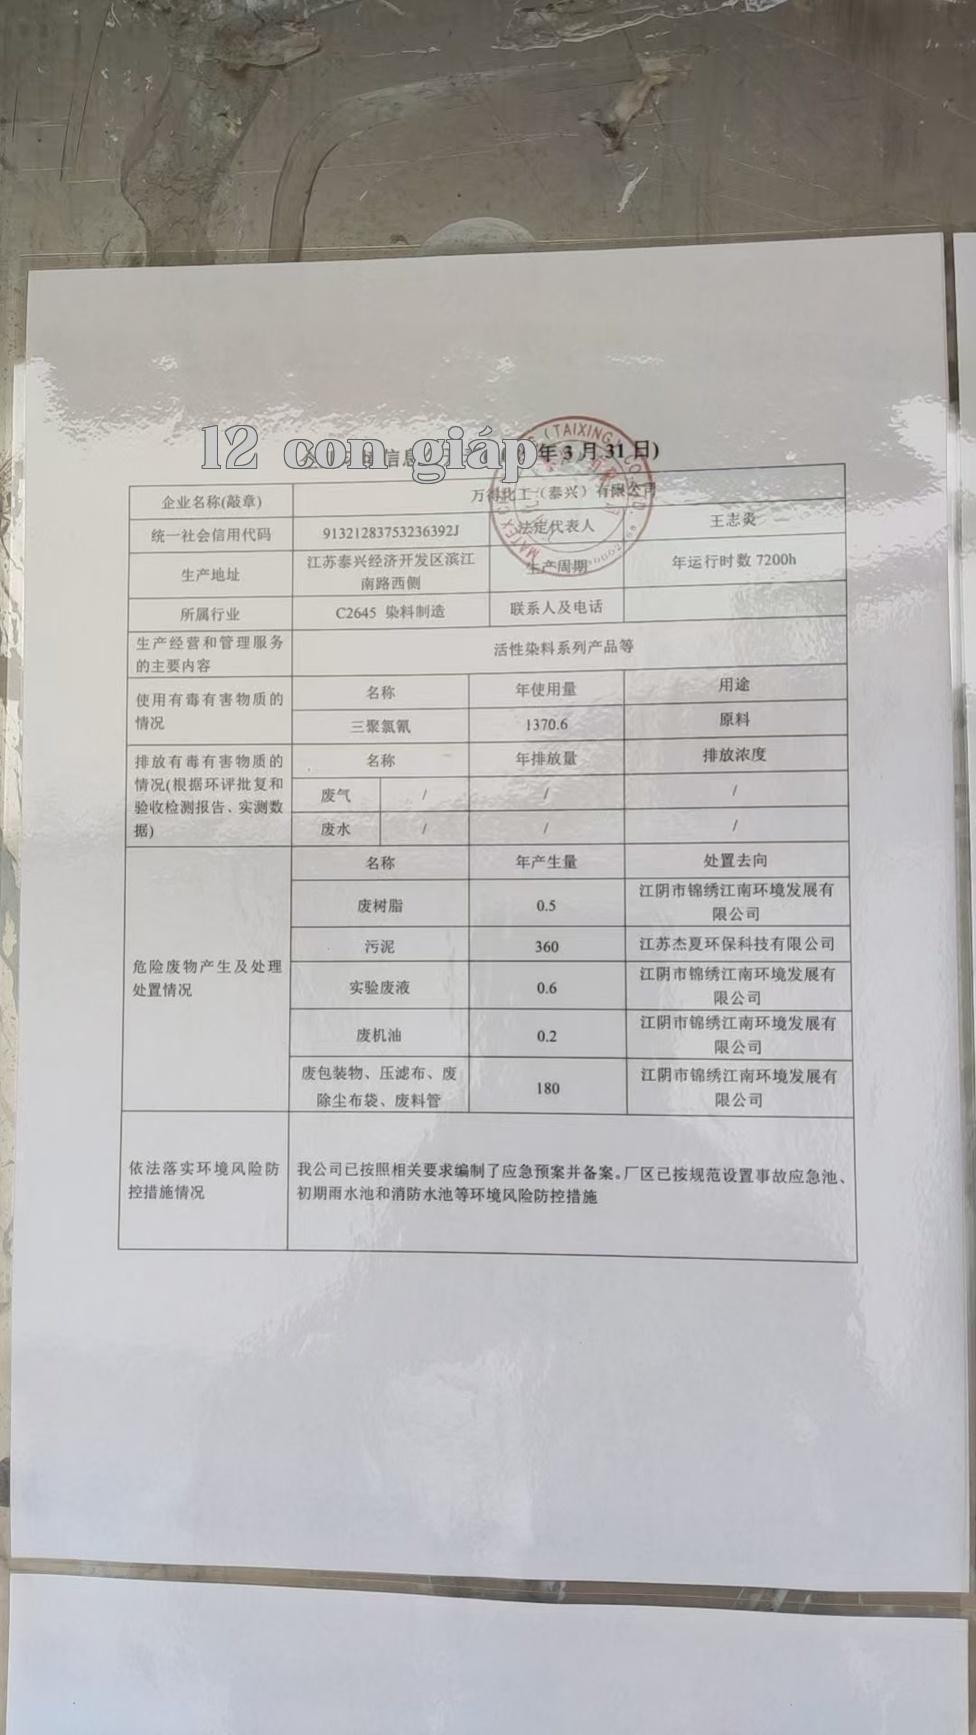 12 con giáp
信息
年3月31日)
企业名称(敲章)
万得化工（泰兴）有限公司
统一社会信用代码
91321283753236392J
法定代表人
王志炎
生产地址
江苏泰兴经济开发区滨江
南路西侧
生产周期
年运行时数 7200h
所属行业
C2645 染料制造
联系人及电话
生产经营和管理服务
的主要内容
活性染料系列产品等
使用有毒有害物质的
情况
名称
年使用量
用途
三聚氯氰
1370.6
原料
排放有毒有害物质的
情况(根据环评批复和
验收检测报告、实测数
据)
名称
年排放量
排放浓度
废气
/
/
/
废水
/
/
/
危险废物产生及处理
处置情况
名称
年产生量
处置去向
废树脂
0.5
江阴市锦绣江南环境发展有
限公司
污泥
360
江苏杰夏环保科技有限公司
实验废液
0.6
江阴市锦绣江南环境发展有
限公司
废机油
0.2
江阴市锦绣江南环境发展有
限公司
废包装物、压滤布、废
除尘布袋、废料管
180
江阴市锦绣江南环境发展有
限公司
依法落实环境风险防
控措施情况
我公司已按照相关要求编制了应急预案并备案。厂区已按规范设置事故应急池、
初期雨水池和消防水池等环境风险防控措施
(TAIXING) CO., LTD.
MATEX